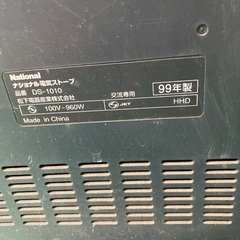 National
ナショナル電気ストーブ
品番 DS-1010
松下電器産業株式会社
交流専用
99年製
100V-960W
JET
HHD
Made in China